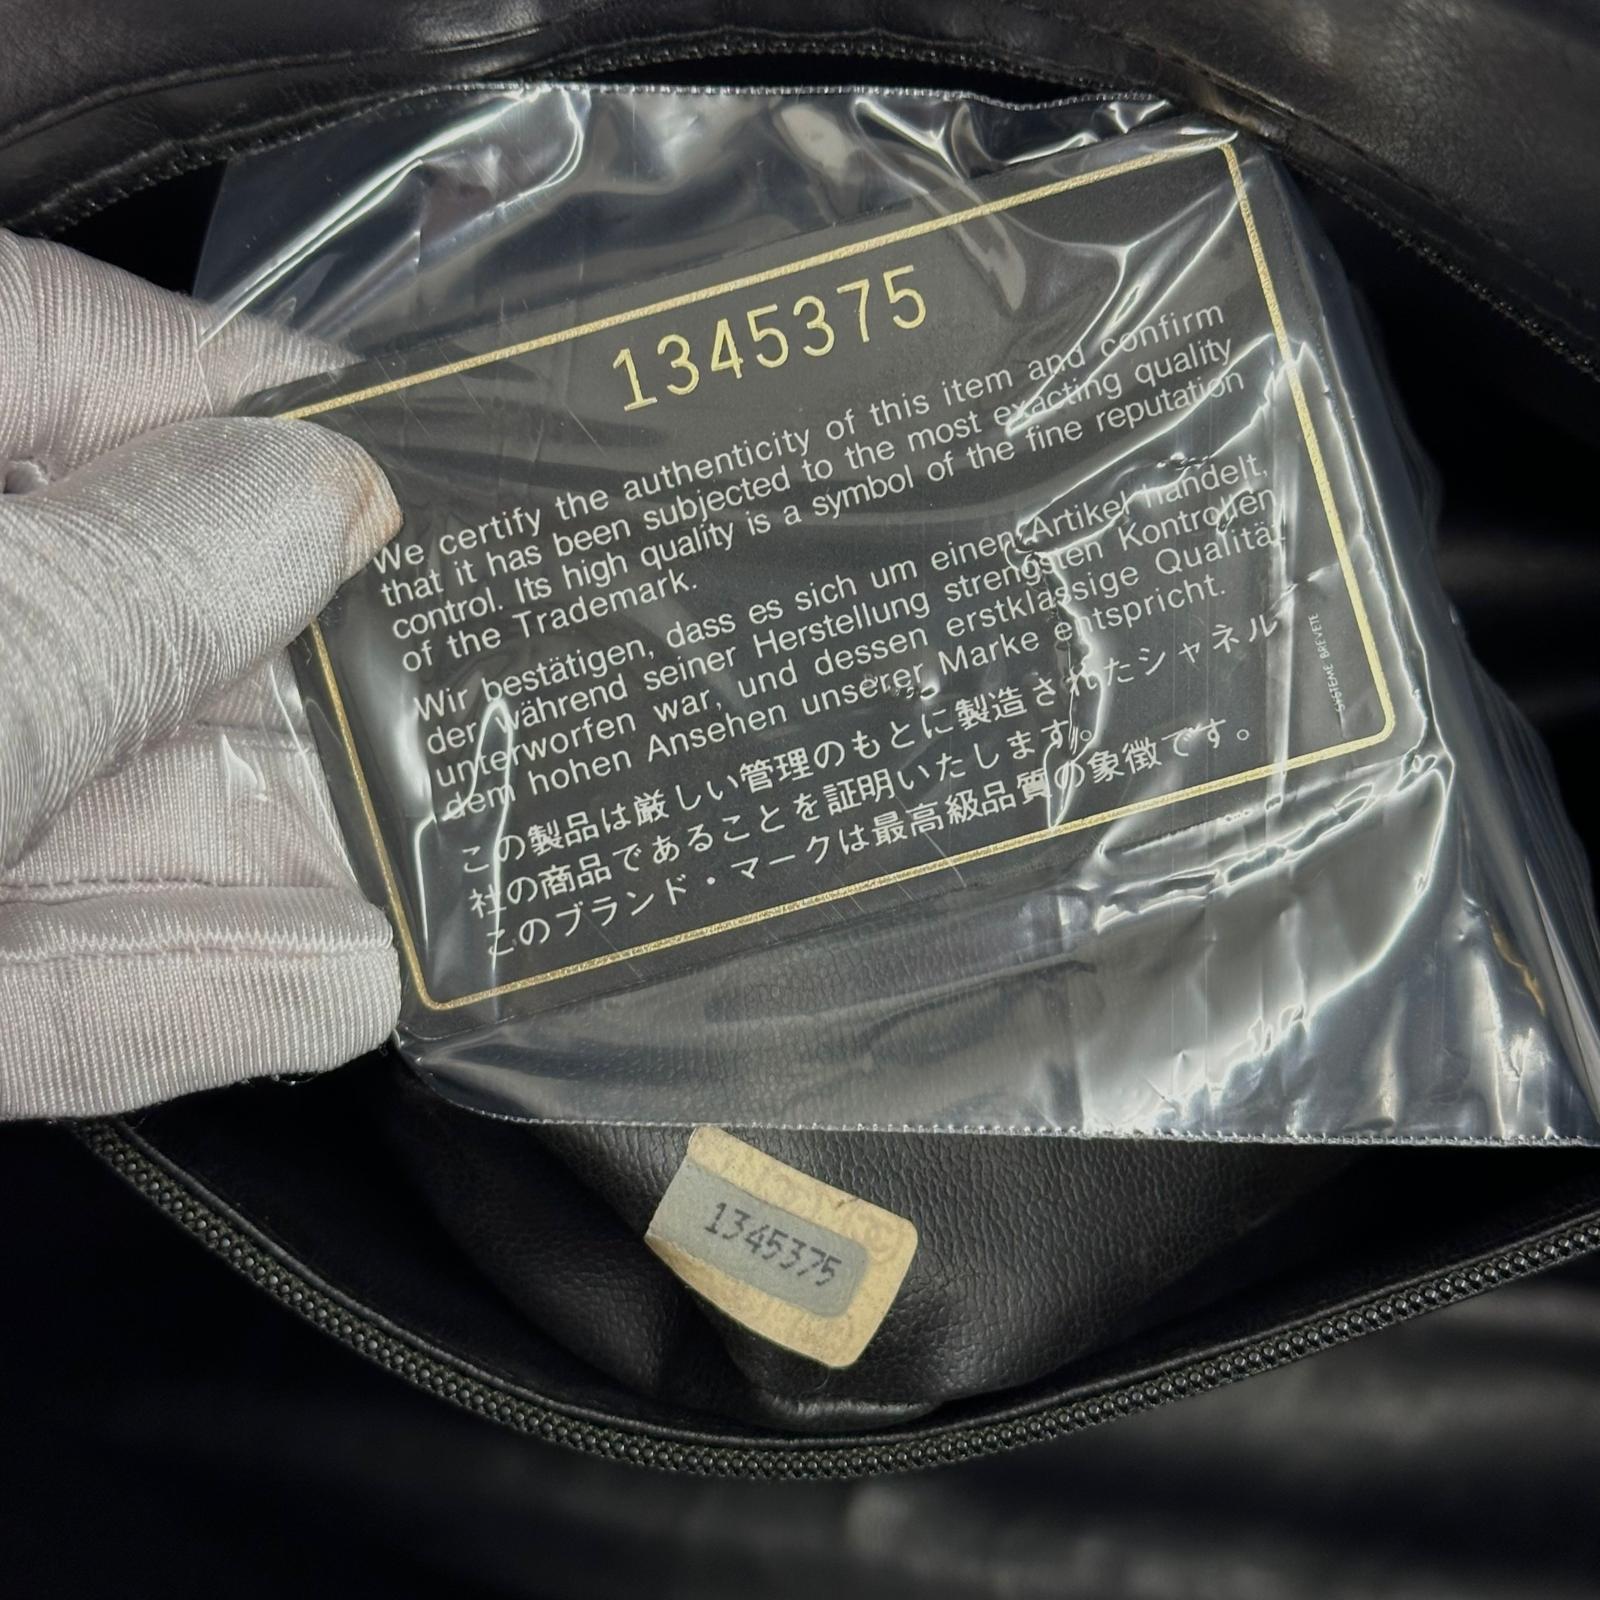 1345375
We certify the authenticity of this item and confirm
that it has been subjected to the most exacting quality
control. Its high quality is a symbol of the fine reputation
of the Trademark.
Wir bestätigen, dass es sich um einen Artikel handelt,
der während seiner Herstellung strengsten Kontrollen
unterworfen war, und dessen erstklassige Qualität
dem hohen Ansehen unserer Marke entspricht.
この製品は厳しい管理のもとに製造されたシャネル
社の商品であることを証明いたします。
このブランド・マークは最高級品質の象徴です。
SYSTEME BREVETE
1345375